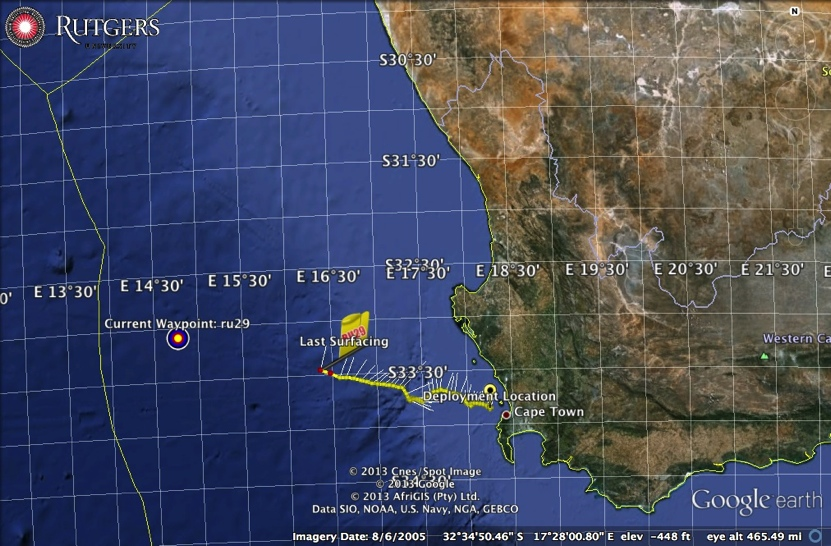 RUTGERS
UNIVERSITY
N
S30°30'
S31°30'
S32°30'
E 13°30'
E 14°30'
E 15°30'
E 16°30'
E 17°30'
E 18°30'
E 19°30'
E 20°30'
E 21°30'
Current Waypoint: ru29
ru29
Last Surfacing
Western Ca
S33°30'
Deployment Location
Cape Town
© 2013 Cnes/Spot Image
© 2013 Google
© 2013 AfriGIS (Pty) Ltd.
Data SIO, NOAA, U.S. Navy, NGA, GEBCO
Google earth
Imagery Date: 8/6/2005 32°34'50.46" S 17°28'00.80" E elev -448 ft eye alt 465.49 mi